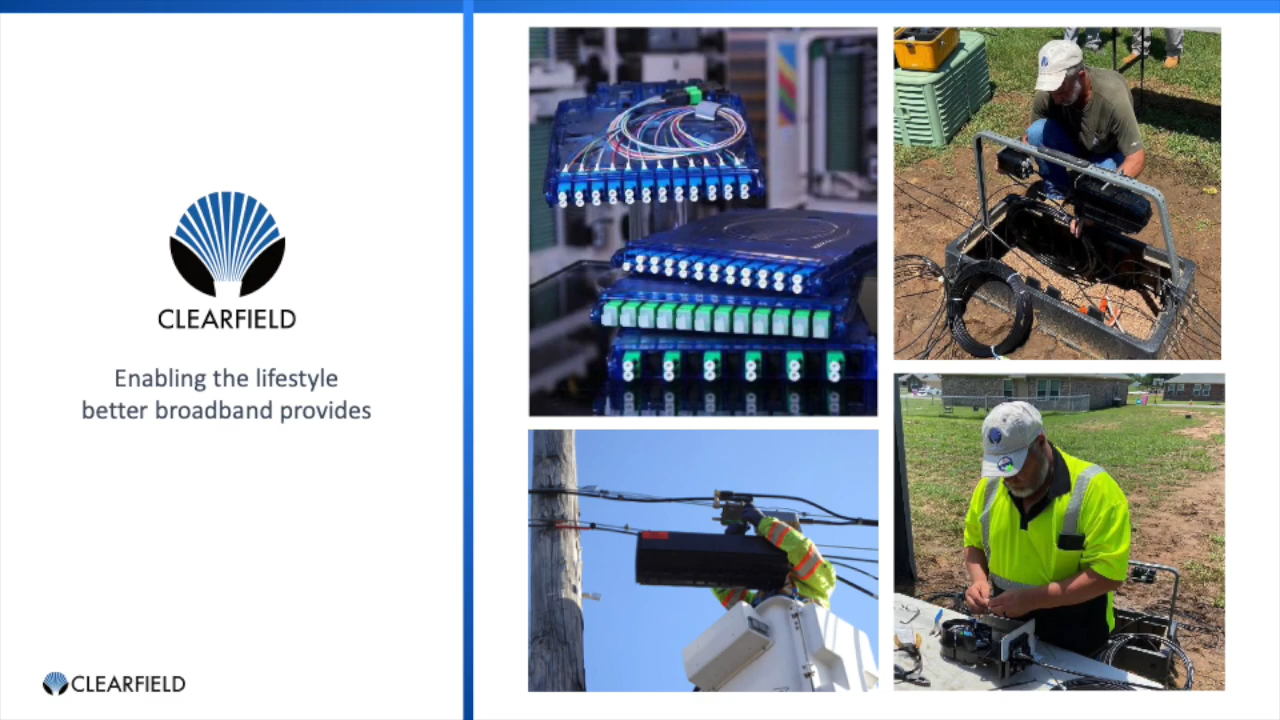 CLEARFIELD
Enabling the lifestyle
better broadband provides
CLEARFIELD